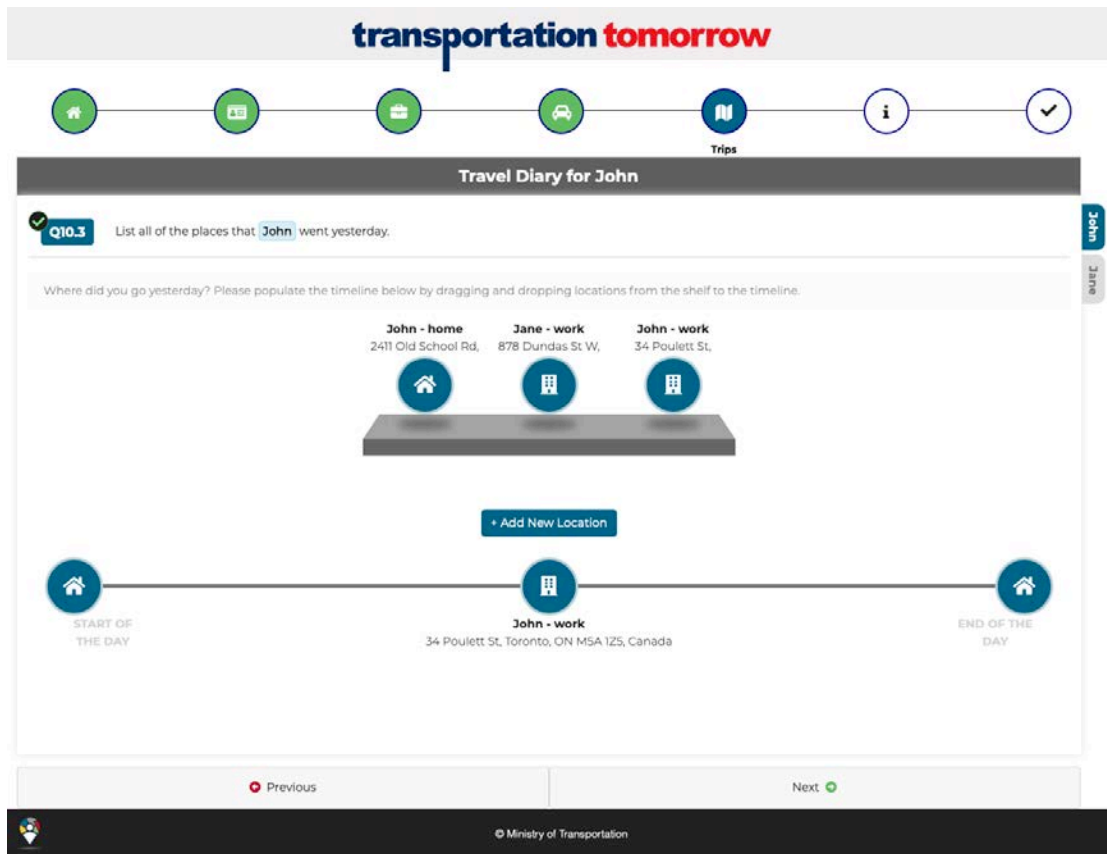 transportation tomorrow
Trips
Travel Diary for John
Q10.3 List all of the places that John went yesterday.
John
Jane
Where did you go yesterday? Please populate the timeline below by dragging and dropping locations from the shelf to the timeline.
John - home Jane - work John - work
2411 Old School Rd, 878 Dundas St W, 34 Poulett St,
+ Add New Location
START OF
THE DAY
John - work
34 Poulett St, Toronto, ON M5A 1Z5, Canada
END OF THE
DAY
Previous Next
© Ministry of Transportation